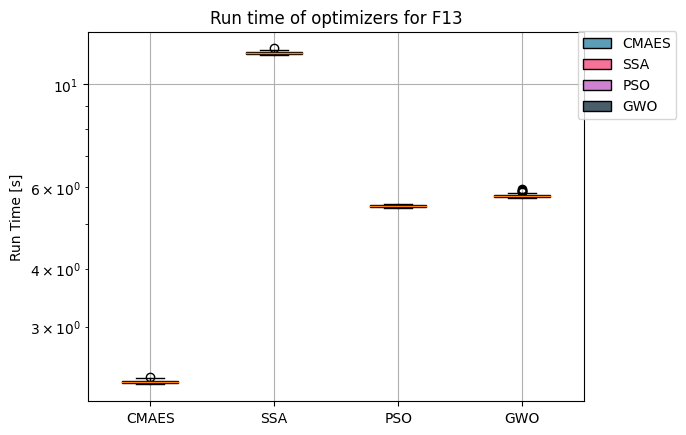 Run time of optimizers for F13
CMAES
SSA
PSO
GWO
Run Time [s]
10¹
6 × 10⁰
4 × 10⁰
3 × 10⁰
CMAES SSA PSO GWO